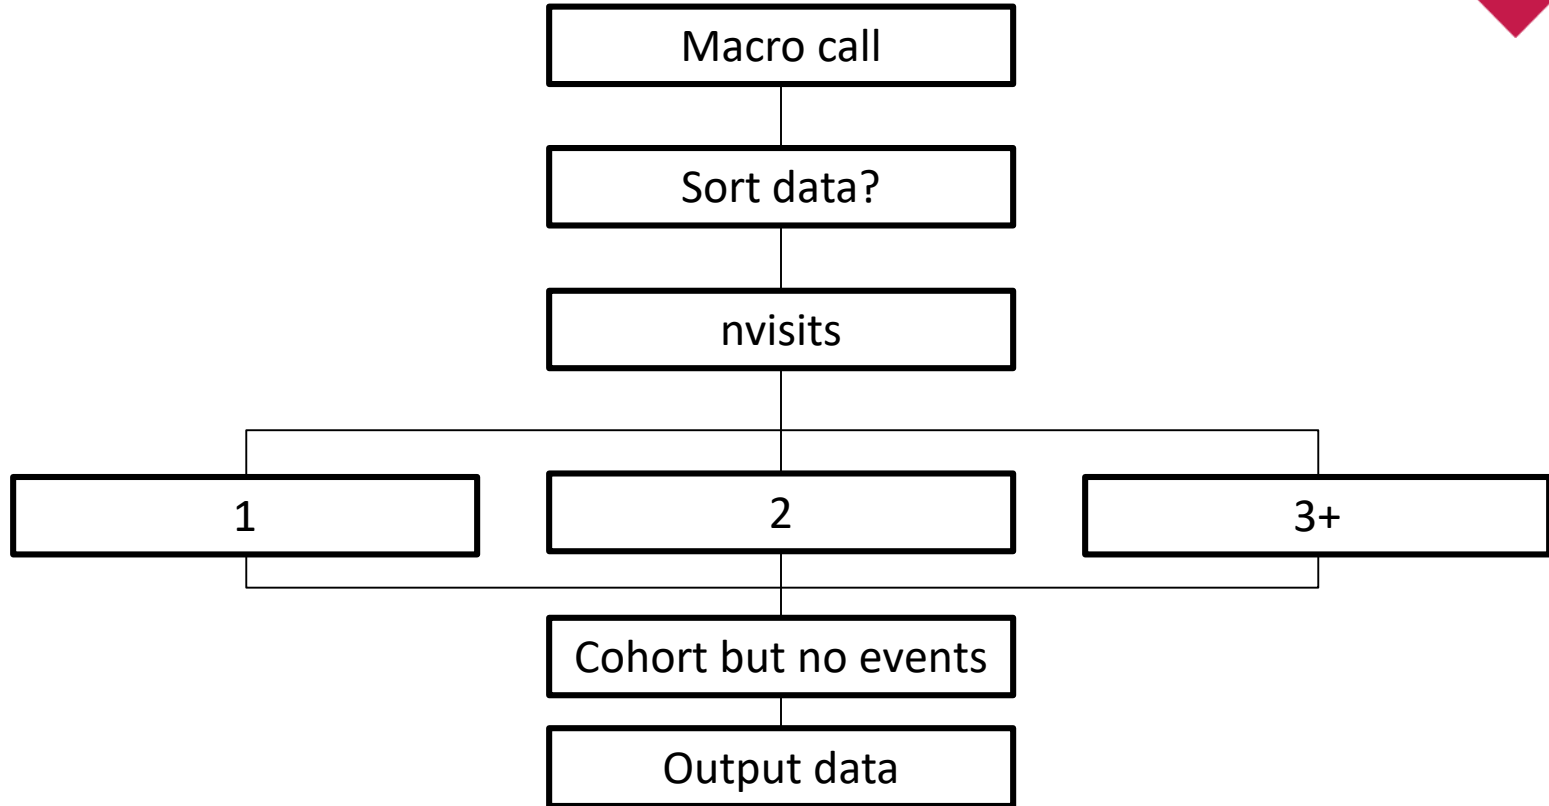 Macro call
Sort data?
nvisits
1
2
3+
Cohort but no events
Output data